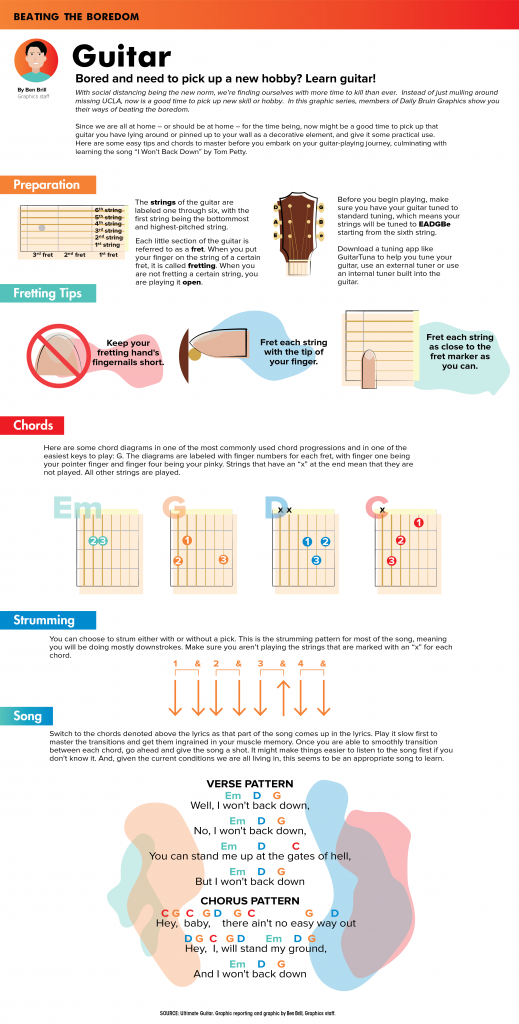 BEATING THE BOREDOM
By Ben Brill
Graphics staff
Guitar
Bored and need to pick up a new hobby? Learn guitar!
With social distancing being the new norm, we're finding ourselves with more time to kill than ever. Instead of just mulling around
missing UCLA, now is a good time to pick up new skill or hobby. In this graphic series, members of Daily Bruin Graphics show you
their ways of beating the boredom.
Since we are all at home – or should be at home – for the time being, now might be a good time to pick up that
guitar you have lying around or pinned up to your wall as a decorative element, and give it some practical use.
Here are some easy tips and chords to master before you embark on your guitar-playing journey, culminating with
learning the song "I Won't Back Down" by Tom Petty.
Preparation
6th string
5th string
4th string
3rd string
2nd string
1st string
3rd fret 2nd fret 1st fret
The strings of the guitar are
labeled one through six, with the
first string being the bottommost
and highest-pitched string.
Each little section of the guitar is
referred to as a fret. When you put
your finger on the string of a certain
fret, it is called fretting. When you
are not fretting a certain string, you
are playing it open.
D G
A B
E e
Before you begin playing, make
sure you have your guitar tuned to
standard tuning, which means your
strings will be tuned to EADGBe
starting from the sixth string.
Download a tuning app like
GuitarTuna to help you tune your
guitar, use an external tuner or use
an internal tuner built into the
guitar.
Fretting Tips
Keep your
fretting hand's
fingernails short.
Fret each string
with the tip of
your finger.
Fret each string
as close to the
fret marker as
you can.
Chords
Here are some chord diagrams in one of the most commonly used chord progressions and in one of the
easiest keys to play: G. The diagrams are labeled with finger numbers for each fret, with finger one being
your pointer finger and finger four being your pinky. Strings that have an "x" at the end mean that they are
not played. All other strings are played.
Em G D C
x x
x
2 3
1
2 3
1 2
3
1
2
3
Strumming
You can choose to strum either with or without a pick. This is the strumming pattern for most of the song, meaning
you will be doing mostly downstrokes. Make sure you aren't playing the strings that are marked with an "x" for each
chord.
1 & 2 & 3 & 4 &
Song
Switch to the chords denoted above the lyrics as that part of the song comes up in the lyrics. Play it slow first to
master the transitions and get them ingrained in your muscle memory. Once you are able to smoothly transition
between each chord, go ahead and give the song a shot. It might make things easier to listen to the song first if you
don't know it. And, given the current conditions we are all living in, this seems to be an appropriate song to learn.
VERSE PATTERN
Em D G
Well, I won't back down,
Em D G
No, I won't back down,
Em D C
You can stand me up at the gates of hell,
Em D G
But I won't back down
CHORUS PATTERN
C G C G D G C G D
Hey, baby, there ain't no easy way out
D G C G D Em D G
Hey, I, will stand my ground,
Em D G
And I won't back down
SOURCE: Ultimate Guitar. Graphic reporting and graphic by Ben Brill, Graphics staff.